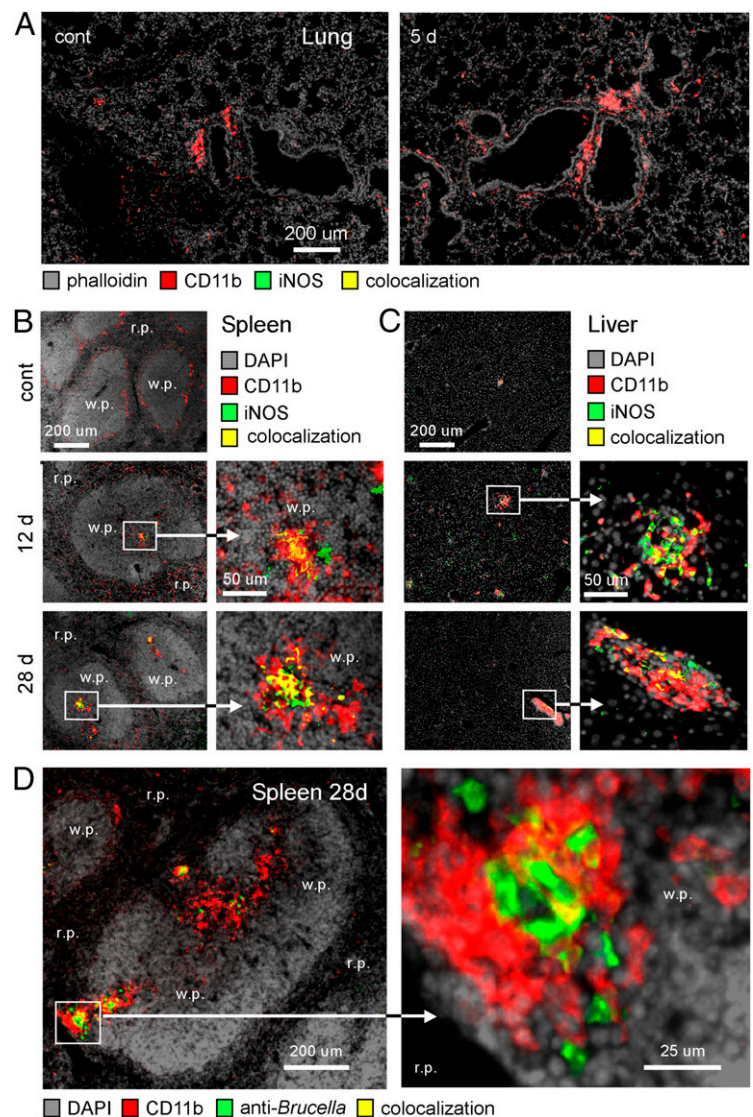 A
cont
Lung
5 d
200 um
phalloidin CD11b iNOS colocalization
B
Spleen
C
Liver
cont
r.p.
w.p.
w.p.
200 um
DAPI
CD11b
iNOS
colocalization
200 um
DAPI
CD11b
iNOS
colocalization
12 d
r.p.
w.p.
r.p.
w.p.
50 um
50 um
28 d
r.p.
w.p.
w.p.
w.p.
D
Spleen 28d
r.p.
w.p.
w.p.
r.p.
r.p.
w.p.
200 um
w.p.
r.p.
25 um
DAPI CD11b anti-Brucella colocalization